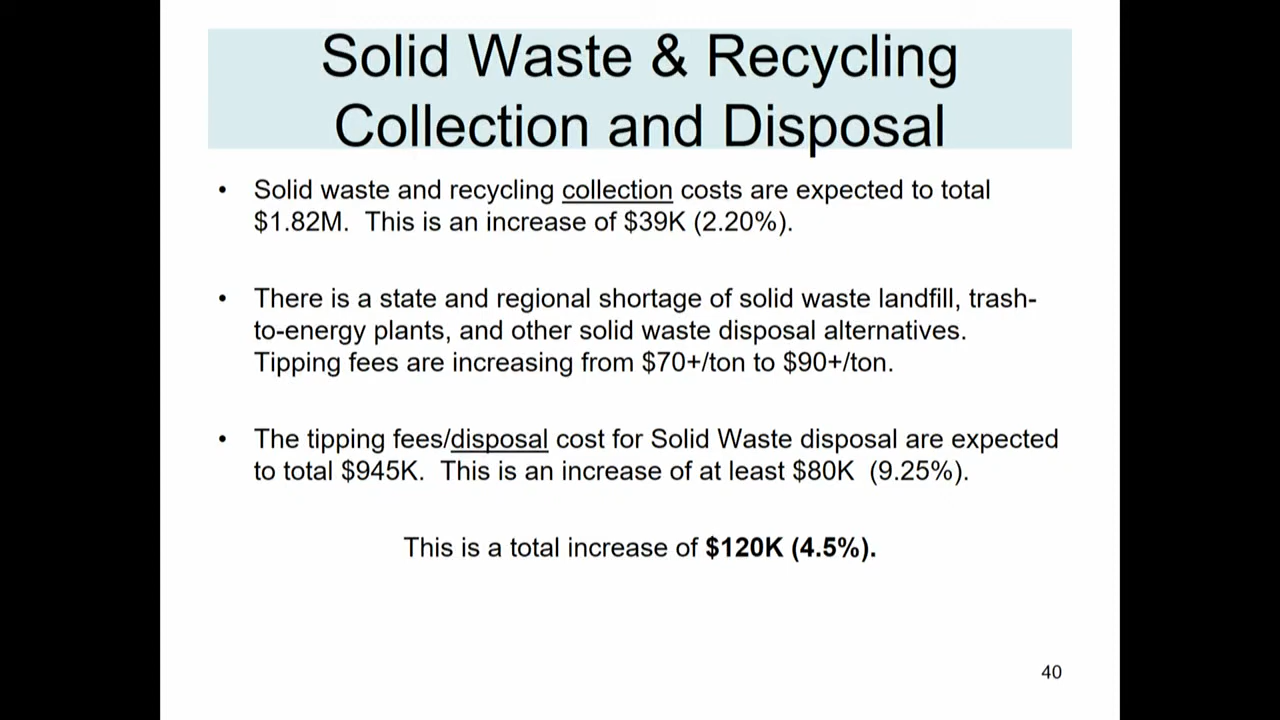 Solid Waste & Recycling
Collection and Disposal
• Solid waste and recycling collection costs are expected to total
$1.82M.  This is an increase of $39K (2.20%).
• There is a state and regional shortage of solid waste landfill, trash-
to-energy plants, and other solid waste disposal alternatives.
Tipping fees are increasing from $70+/ton to $90+/ton.
• The tipping fees/disposal cost for Solid Waste disposal are expected
to total $945K.  This is an increase of at least $80K  (9.25%).
This is a total increase of $120K (4.5%).
40